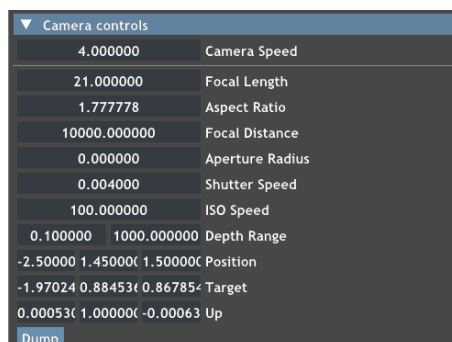 Camera controls
4.000000 Camera Speed
21.000000 Focal Length
1.777778 Aspect Ratio
10000.000000 Focal Distance
0.000000 Aperture Radius
0.004000 Shutter Speed
100.000000 ISO Speed
0.100000 1000.000000 Depth Range
-2.50000 1.45000( 1.50000( Position
-1.97024 0.88453( 0.867854 Target
0.00053( 1.00000( -0.00063 Up
Dump